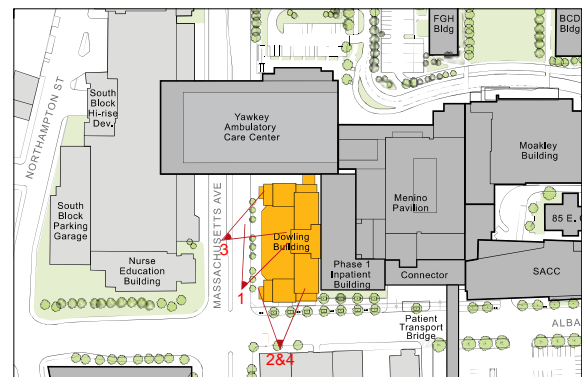 FGH
Bldg
BCD
Bldg
NORTHAMPTON ST
South
Block
Hi-rise
Dev.
Yawkey
Ambulatory
Care Center
Moakley
Building
MASSACHUSETTS AVE
Menino
Pavilion
South
Block
Parking
Garage
85 E.
Dowling
Building
3
Nurse
Education
Building
Phase 1
Inpatient
Building
Connector
SACC
1
Patient
Transport
Bridge
ALBA
2&4